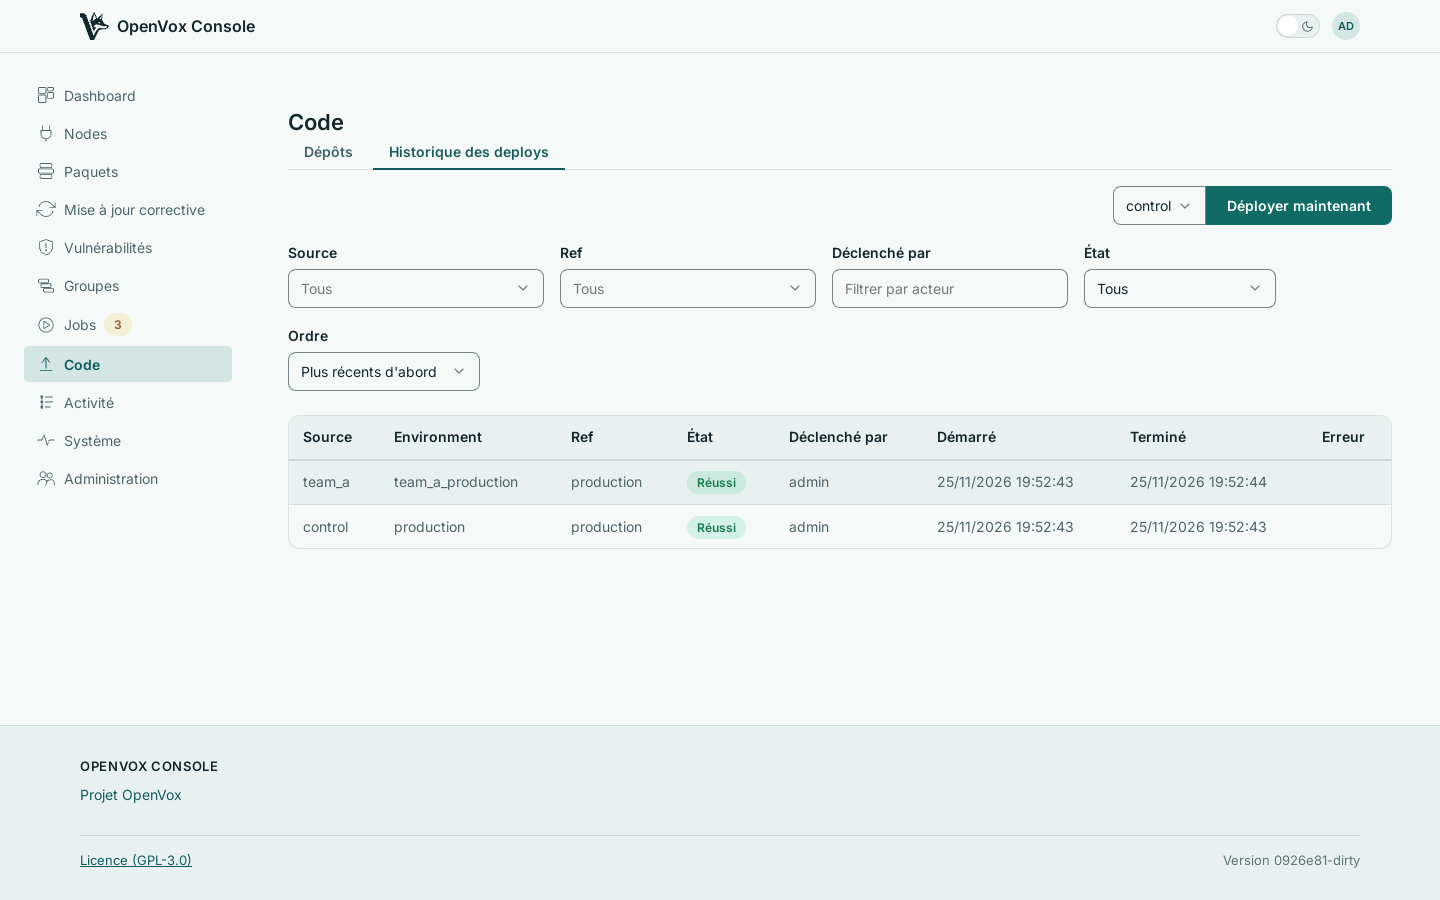 OpenVox Console
AD
Dashboard
Nodes
Paquets
Mise à jour corrective
Vulnérabilités
Groupes
Jobs 3
Code
Activité
Système
Administration
Code
Dépôts Historique des deploys
control Déployer maintenant
Source Ref Déclenché par État
Tous Tous Filtrer par acteur Tous
Ordre
Plus récents d'abord
Source Environment Ref État Déclenché par Démarré Terminé Erreur
team_a team_a_production production Réussi admin 25/11/2026 19:52:43 25/11/2026 19:52:44
control production production Réussi admin 25/11/2026 19:52:43 25/11/2026 19:52:43
OPENVOX CONSOLE
Projet OpenVox
Licence (GPL-3.0) Version 0926e81-dirty